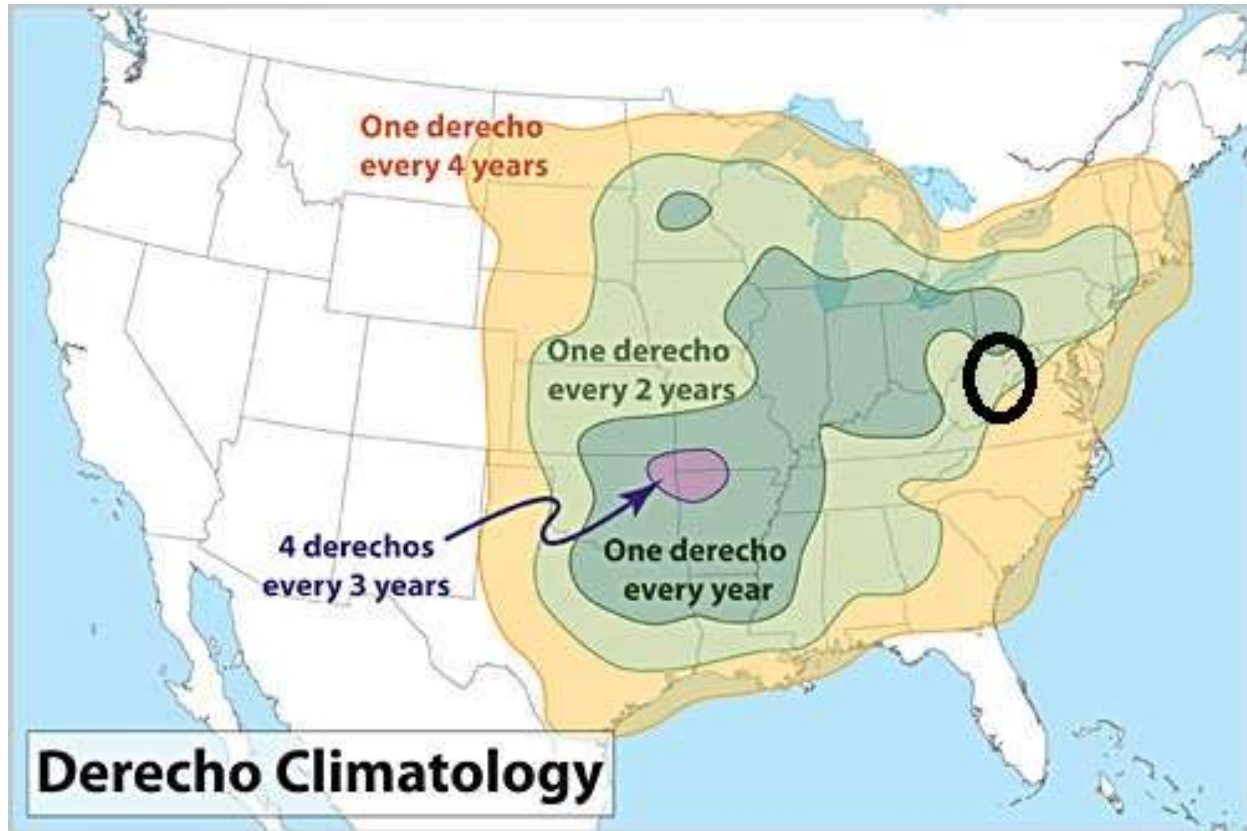 One derecho
every 4 years
One derecho
every 2 years
4 derechos
every 3 years
One derecho
every year
Derecho Climatology